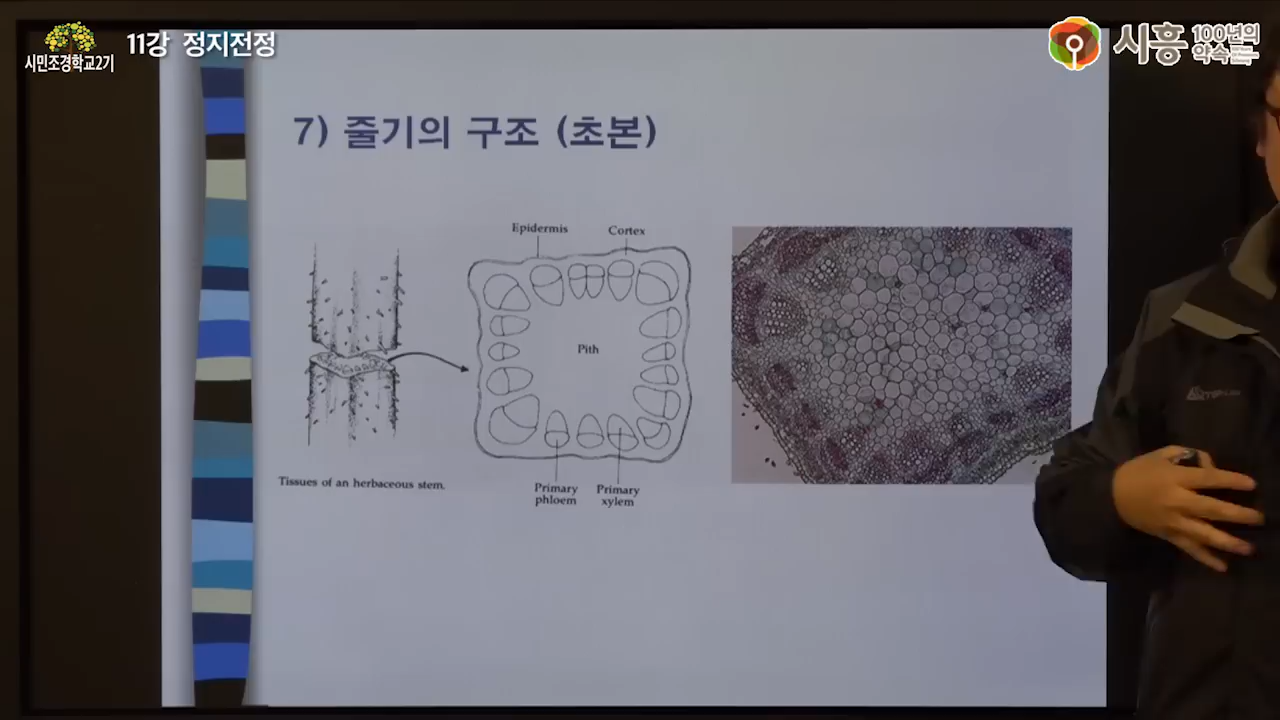 시민조경학교2기
11강 정지전정
시흥
100년의
약속
7) 줄기의 구조 (초본)
Epidermis
Cortex
Pith
Tissues of an herbaceous stem.
Primary
phloem
Primary
xylem